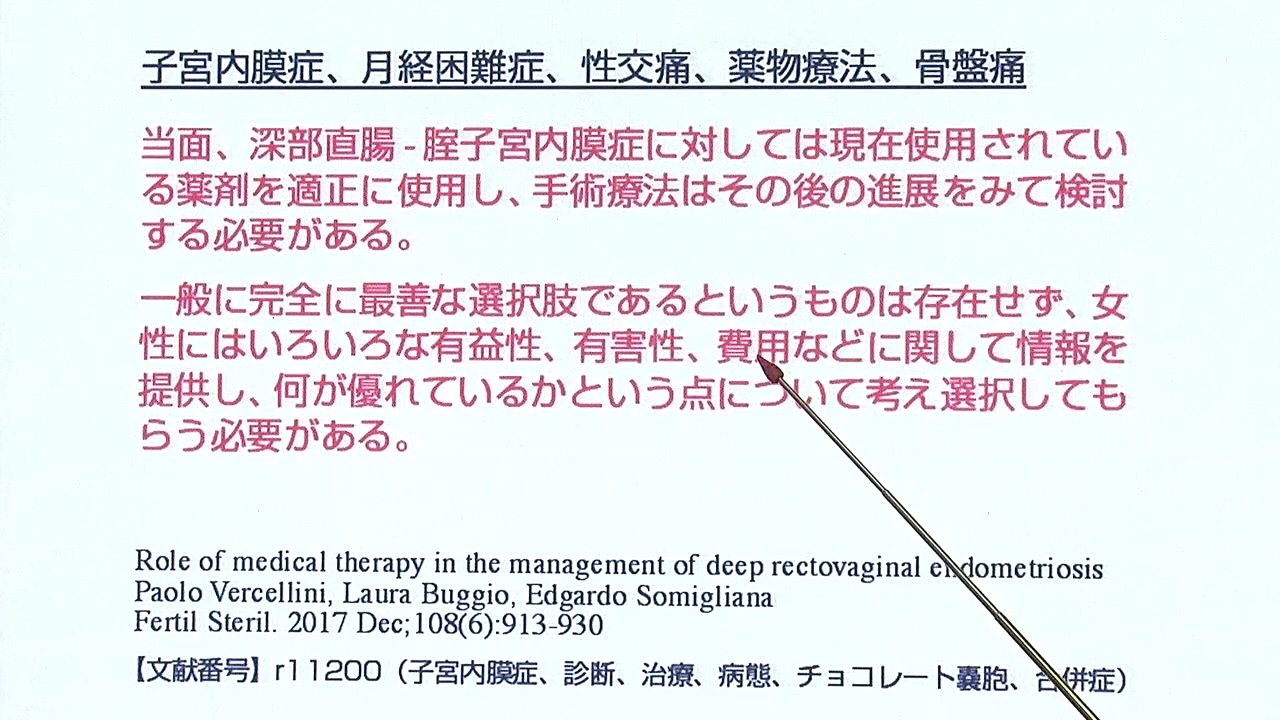 子宮内膜症、月経困難症、性交痛、薬物療法、骨盤痛
当面、深部直腸-腟子宮内膜症に対しては現在使用されてい
る薬剤を適正に使用し、手術療法はその後の進展をみて検討
する必要がある。
一般に完全に最善な選択肢であるというものは存在せず、女
性にはいろいろな有益性、有害性、費用などに関して情報を
提供し、何が優れているかという点について考え選択しても
らう必要がある。
Role of medical therapy in the management of deep rectovaginal endometriosis
Paolo Vercellini, Laura Buggio, Edgardo Somigliana
Fertil Steril. 2017 Dec;108(6):913-930
【文献番号】r11200（子宮内膜症、診断、治療、病態、チョコレート嚢胞、合併症）